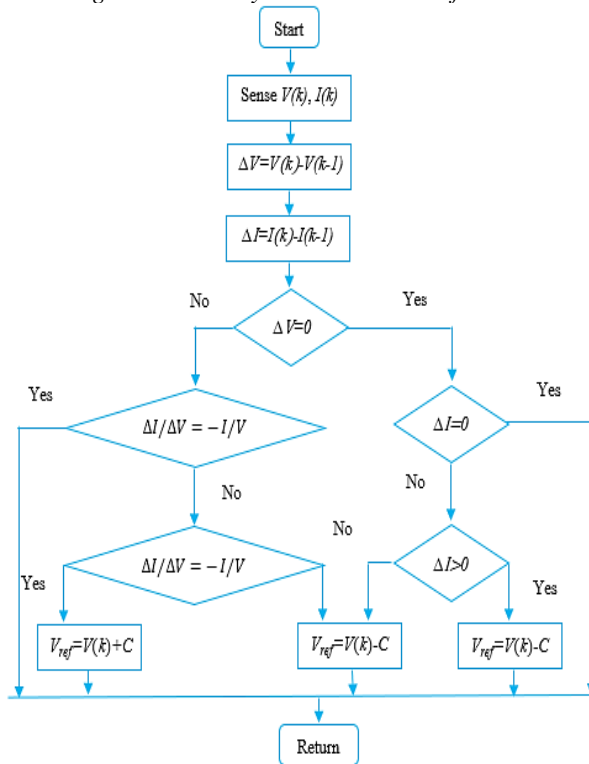 Start
Sense V(k), I(k)
ΔV=V(k)-V(k-1)
ΔI=I(k)-I(k-1)
No
Yes
ΔV=0
Yes
Yes
ΔI/ΔV = −I/V
ΔI=0
No
No
No
ΔI/ΔV = −I/V
ΔI>0
Yes
Yes
Vref=V(k)+C
Vref=V(k)-C
Vref=V(k)-C
Return